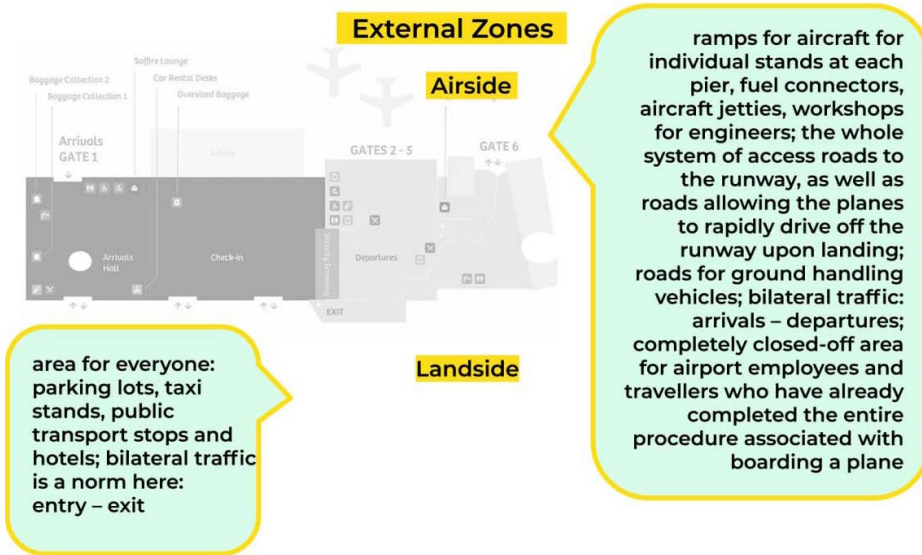 External Zones
Airside
Soffire Lounge
Car Rental Desks
Oversized Baggage
Baggage Collection 2
Baggage Collection 1
Arrivals
GATE 1
GATES 2 - 5
GATE 6
Arrivals
Hall
Check-in
Security Screening
Departures
EXIT
Landside
ramps for aircraft for
individual stands at each
pier, fuel connectors,
aircraft jetties, workshops
for engineers; the whole
system of access roads to
the runway, as well as
roads allowing the planes
to rapidly drive off the
runway upon landing;
roads for ground handling
vehicles; bilateral traffic:
arrivals – departures;
completely closed-off area
for airport employees and
travellers who have already
completed the entire
procedure associated with
boarding a plane
area for everyone:
parking lots, taxi
stands, public
transport stops and
hotels; bilateral traffic
is a norm here:
entry – exit